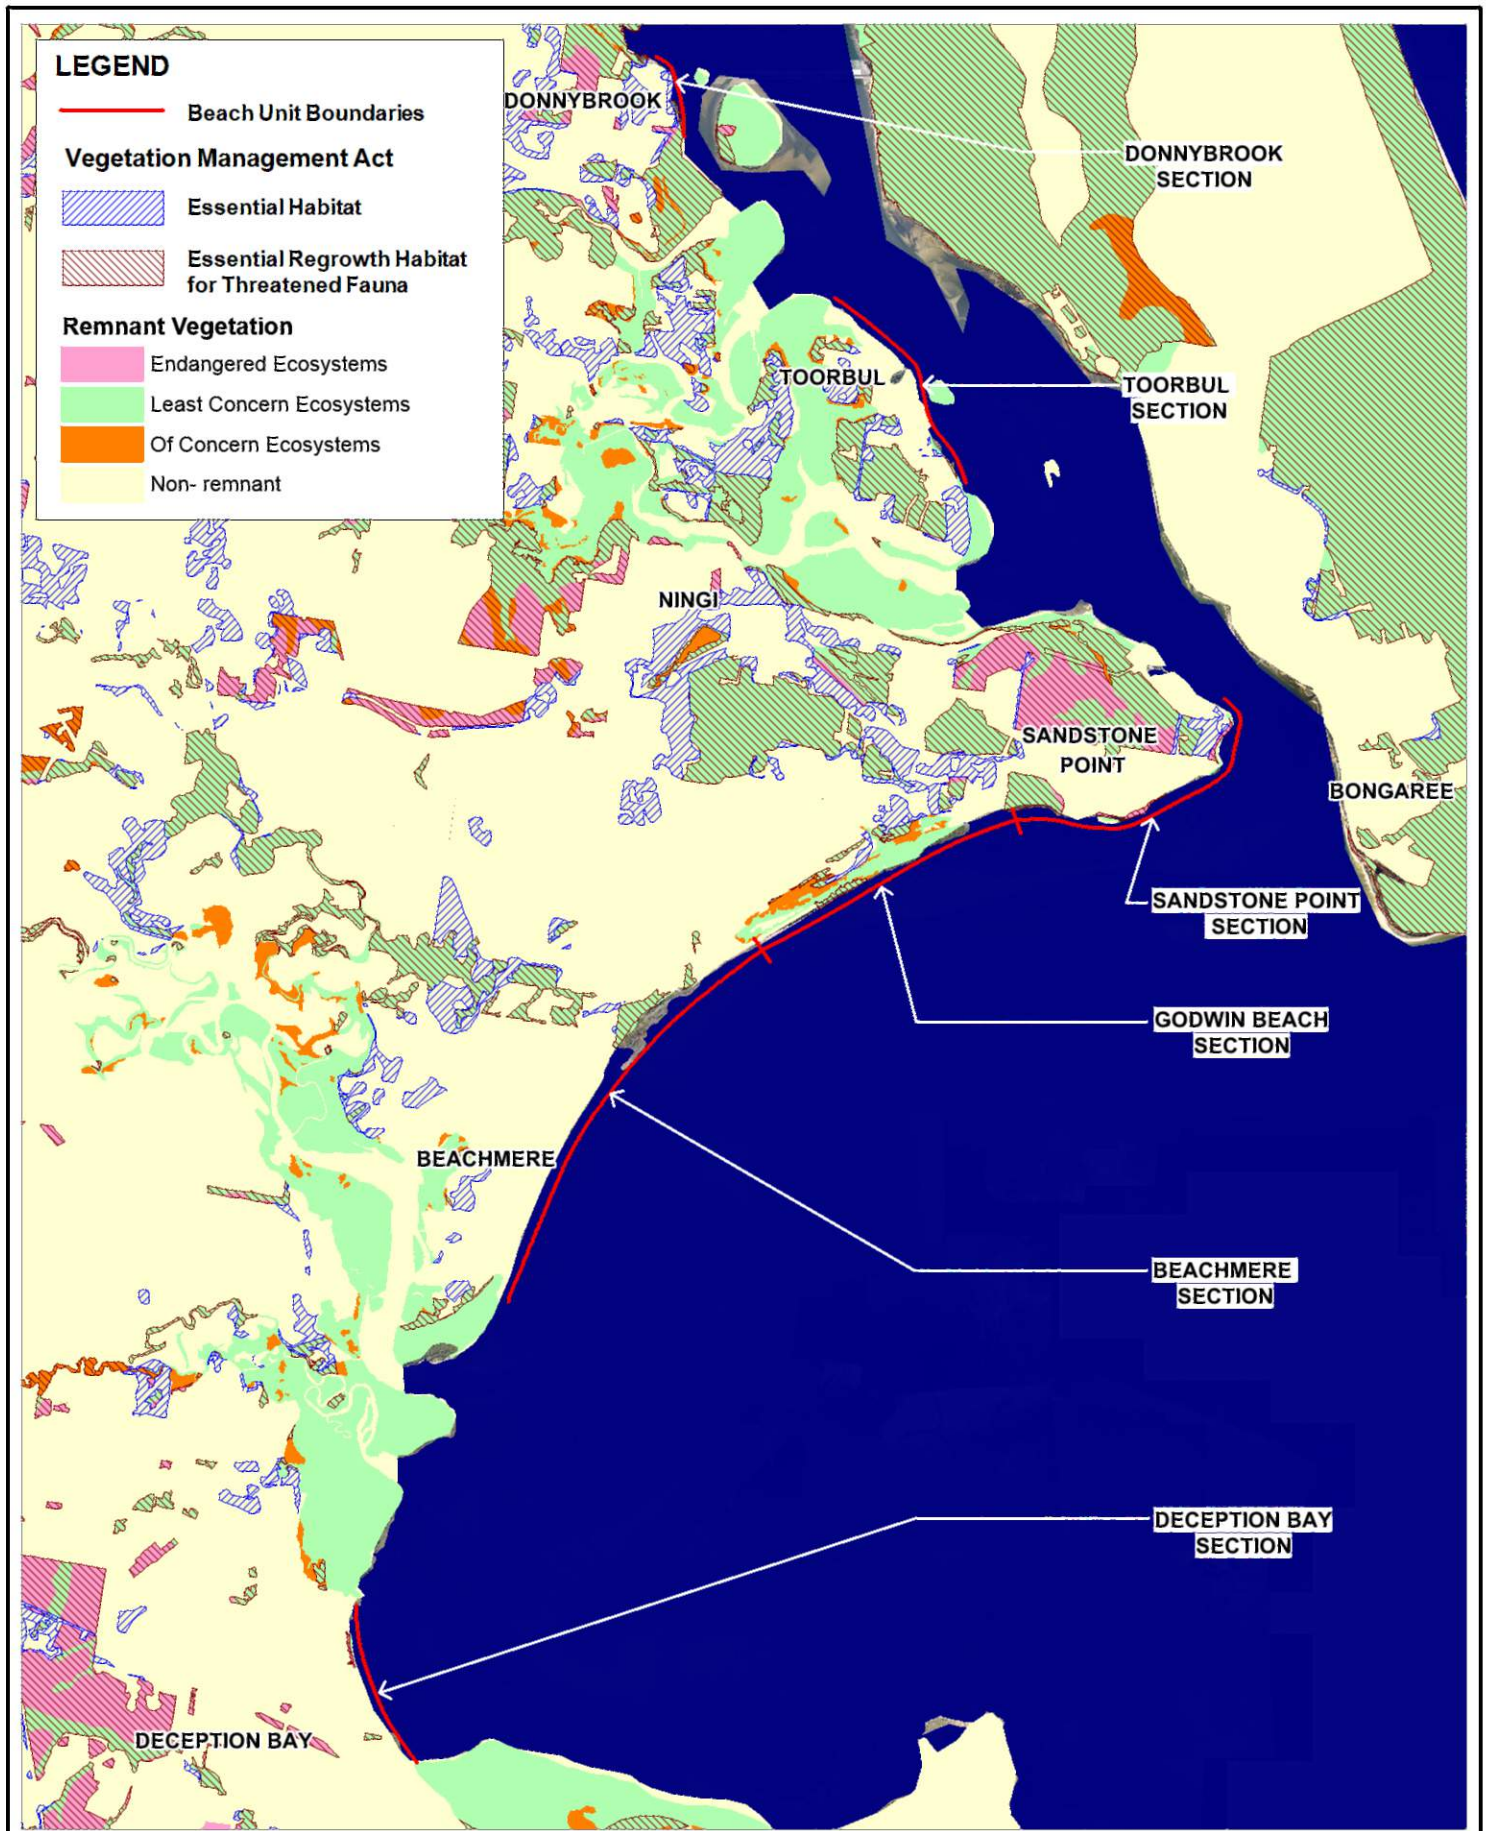 LEGEND
Beach Unit Boundaries
Vegetation Management Act
Essential Habitat
Essential Regrowth Habitat
for Threatened Fauna
Remnant Vegetation
Endangered Ecosystems
Least Concern Ecosystems
Of Concern Ecosystems
Non- remnant
DONNYBROOK
DONNYBROOK
SECTION
TOORBUL
TOORBUL
SECTION
NINGI
SANDSTONE
POINT
BONGAREE
SANDSTONE POINT
SECTION
GODWIN BEACH
SECTION
BEACHMERE
BEACHMERE
SECTION
DECEPTION BAY
SECTION
DECEPTION BAY